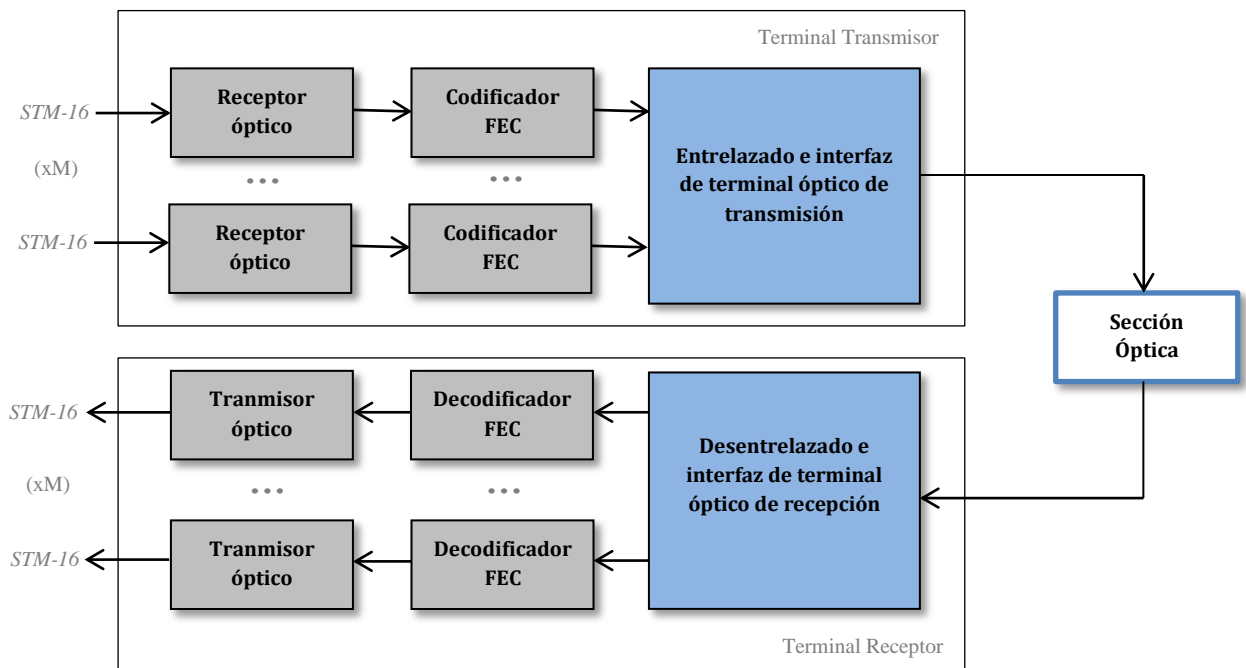 Terminal Transmisor
STM-16
Receptor
óptico
Codificador
FEC
Entrelazado e interfaz
de terminal óptico de
transmisión
(xM)
...
...
STM-16
Receptor
óptico
Codificador
FEC
Sección
Óptica
STM-16
Tranmisor
óptico
Decodificador
FEC
Desentrelazado e
interfaz de terminal
óptico de recepción
(xM)
...
...
STM-16
Tranmisor
óptico
Decodificador
FEC
Terminal Receptor